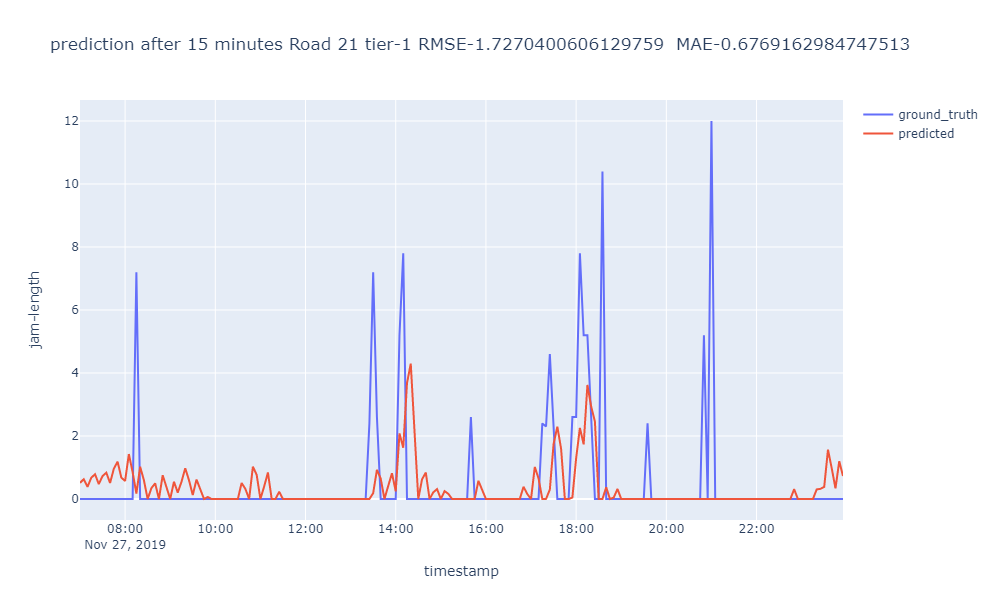 prediction after 15 minutes Road 21 tier-1 RMSE-1.7270400606129759  MAE-0.6769162984747513
ground_truth
predicted
12
10
8
6
4
2
0
jam-length
08:00
10:00
12:00
14:00
16:00
18:00
20:00
22:00
Nov 27, 2019
timestamp